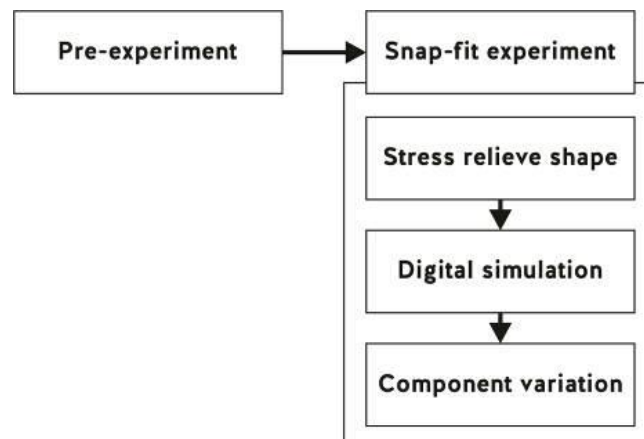 Pre-experiment
Snap-fit experiment
Stress relieve shape
Digital simulation
Component variation